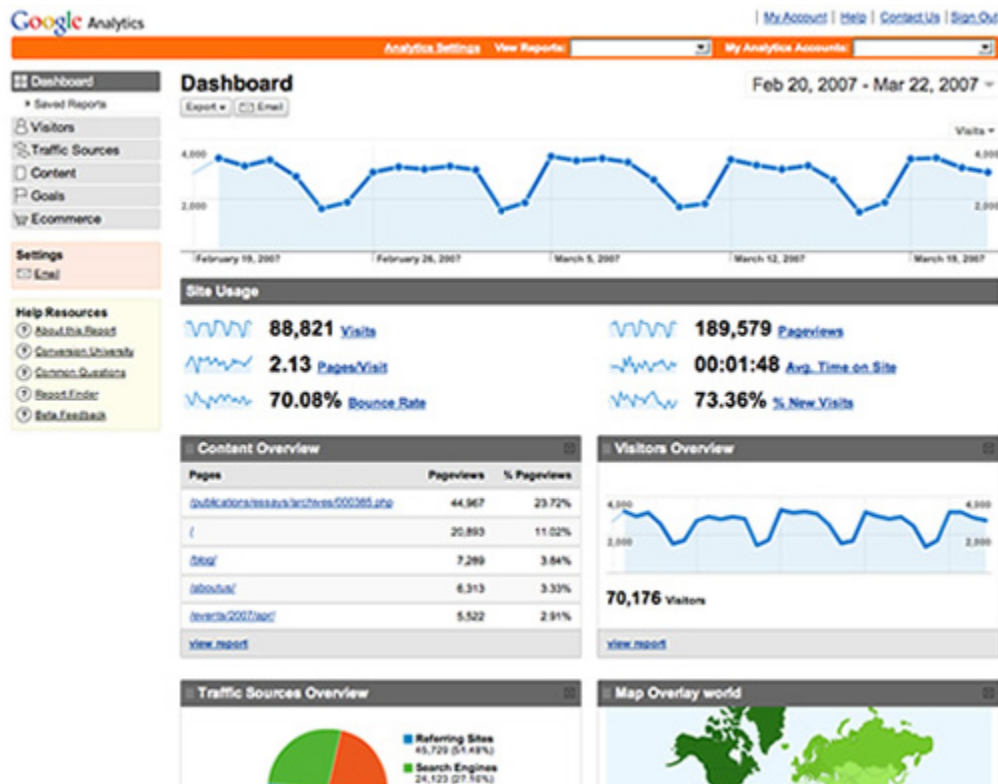 Google Analytics
My Account | Help | Contact Us | Sign Out
Analytics Settings View Reports: My Analytics Accounts:
Dashboard
Saved Reports
Visitors
Traffic Sources
Content
Goals
Ecommerce
Settings
Email
Help Resources
About this Report
Conversion University
Common Questions
Report Finder
Beta Feedback
Dashboard
Feb 20, 2007 - Mar 22, 2007
Export Email
Visits
4,000 4,000
2,000 2,000
February 19, 2007 February 26, 2007 March 5, 2007 March 12, 2007 March 19, 2007
Site Usage
88,821 Visits
189,579 Pageviews
2.13 Pages/Visit
00:01:48 Avg. Time on Site
70.08% Bounce Rate
73.36% % New Visits
Content Overview
Pages Pageviews % Pageviews
/publications/essays/archives/000385.php 44,967 23.72%
/ 20,893 11.02%
/blog/ 7,289 3.84%
/aboutus/ 6,313 3.33%
/events/2007/apr/ 5,522 2.91%
view report
Visitors Overview
4,000 4,000
2,000 2,000
70,176 Visitors
view report
Traffic Sources Overview
Referring Sites
45,729 (51.48%)
Search Engines
24,123 (27.16%)
Map Overlay world